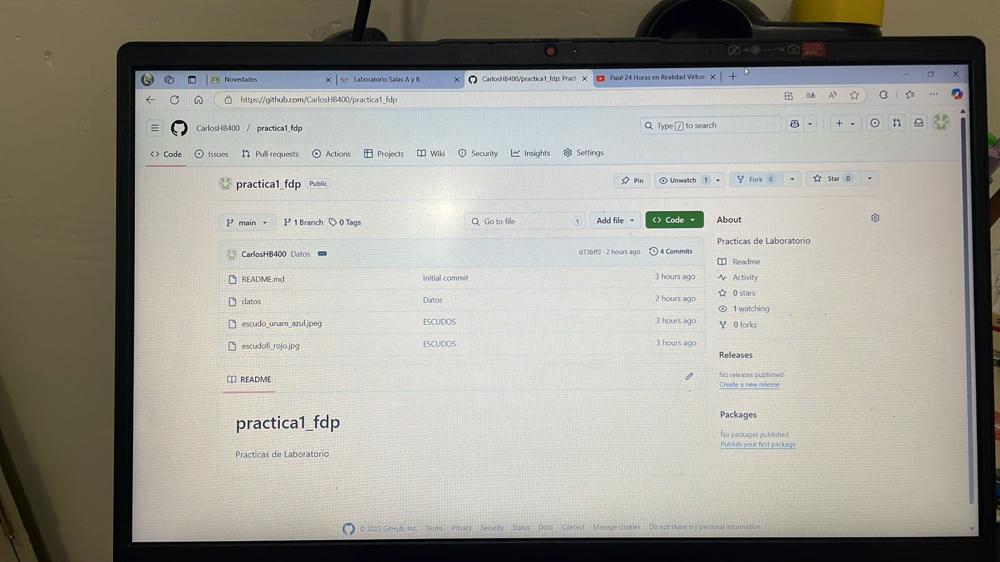 Novedades
Laboratorio Salas A y B
CarlosHB400/practica1_fdp: Pract
Pasé 24 Horas en Realidad Virtua
https://github.com/CarlosHB400/practica1_fdp
CarlosHB400 / practica1_fdp
Type / to search
Code Issues Pull requests Actions Projects Wiki Security Insights Settings
practica1_fdp Public
Pin Unwatch 1 Fork 0 Star 0
main 1 Branch 0 Tags Go to file t Add file Code
CarlosHB400 Datos d73bff3 · 2 hours ago 4 Commits
README.md Initial commit 3 hours ago
datos Datos 2 hours ago
escudo_unam_azul.jpeg ESCUDOS 3 hours ago
escudofi_rojo.jpg ESCUDOS 3 hours ago
README
practica1_fdp
Practicas de Laboratorio
About
Practicas de Laboratorio
Readme
Activity
0 stars
1 watching
0 forks
Releases
No releases published
Create a new release
Packages
No packages published
Publish your first package
© 2025 GitHub, Inc. Terms Privacy Security Status Docs Contact Manage cookies Do not share my personal information